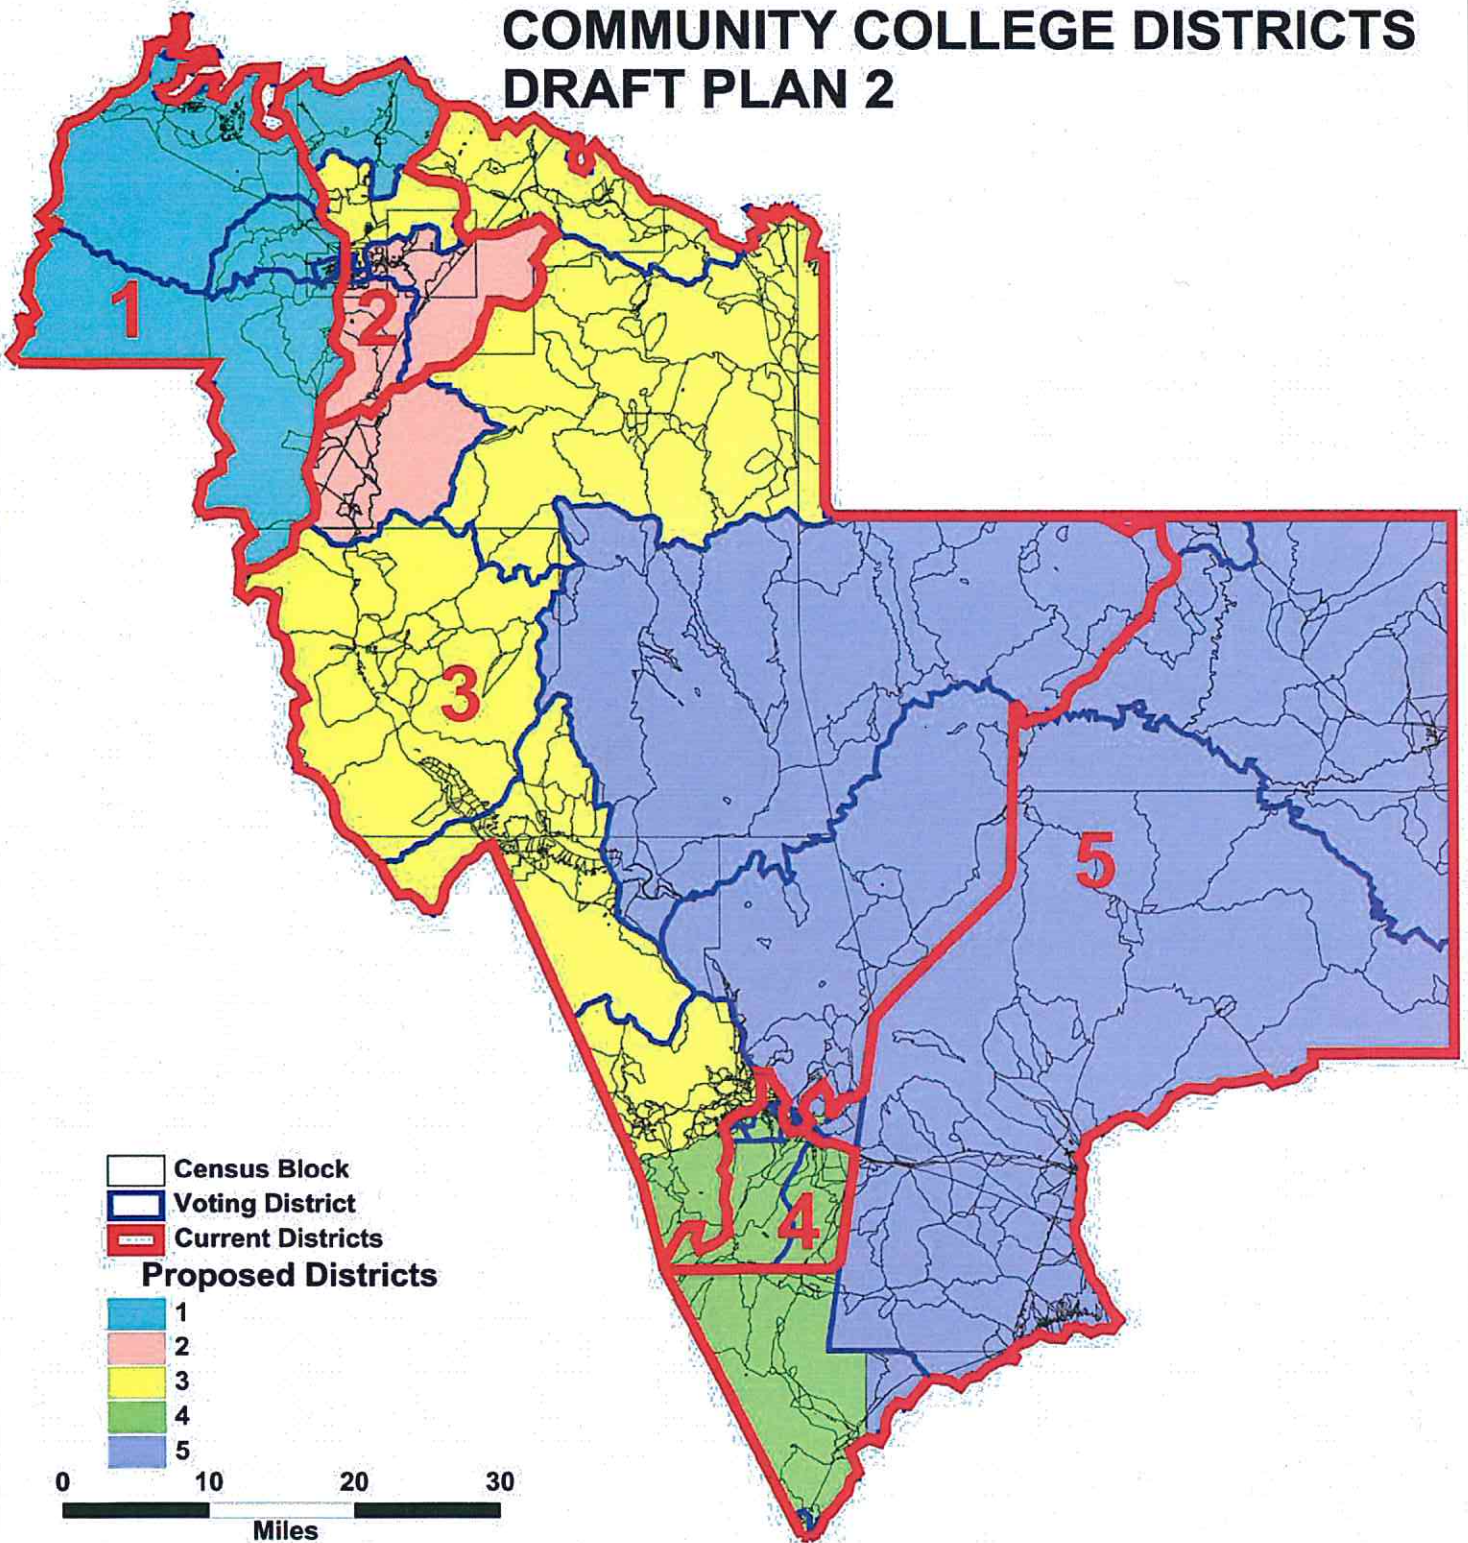 COMMUNITY COLLEGE DISTRICTS
DRAFT PLAN 2
1
2
3
5
4
Census Block
Voting District
Current Districts
Proposed Districts
1
2
3
4
5
0 10 20 30
Miles